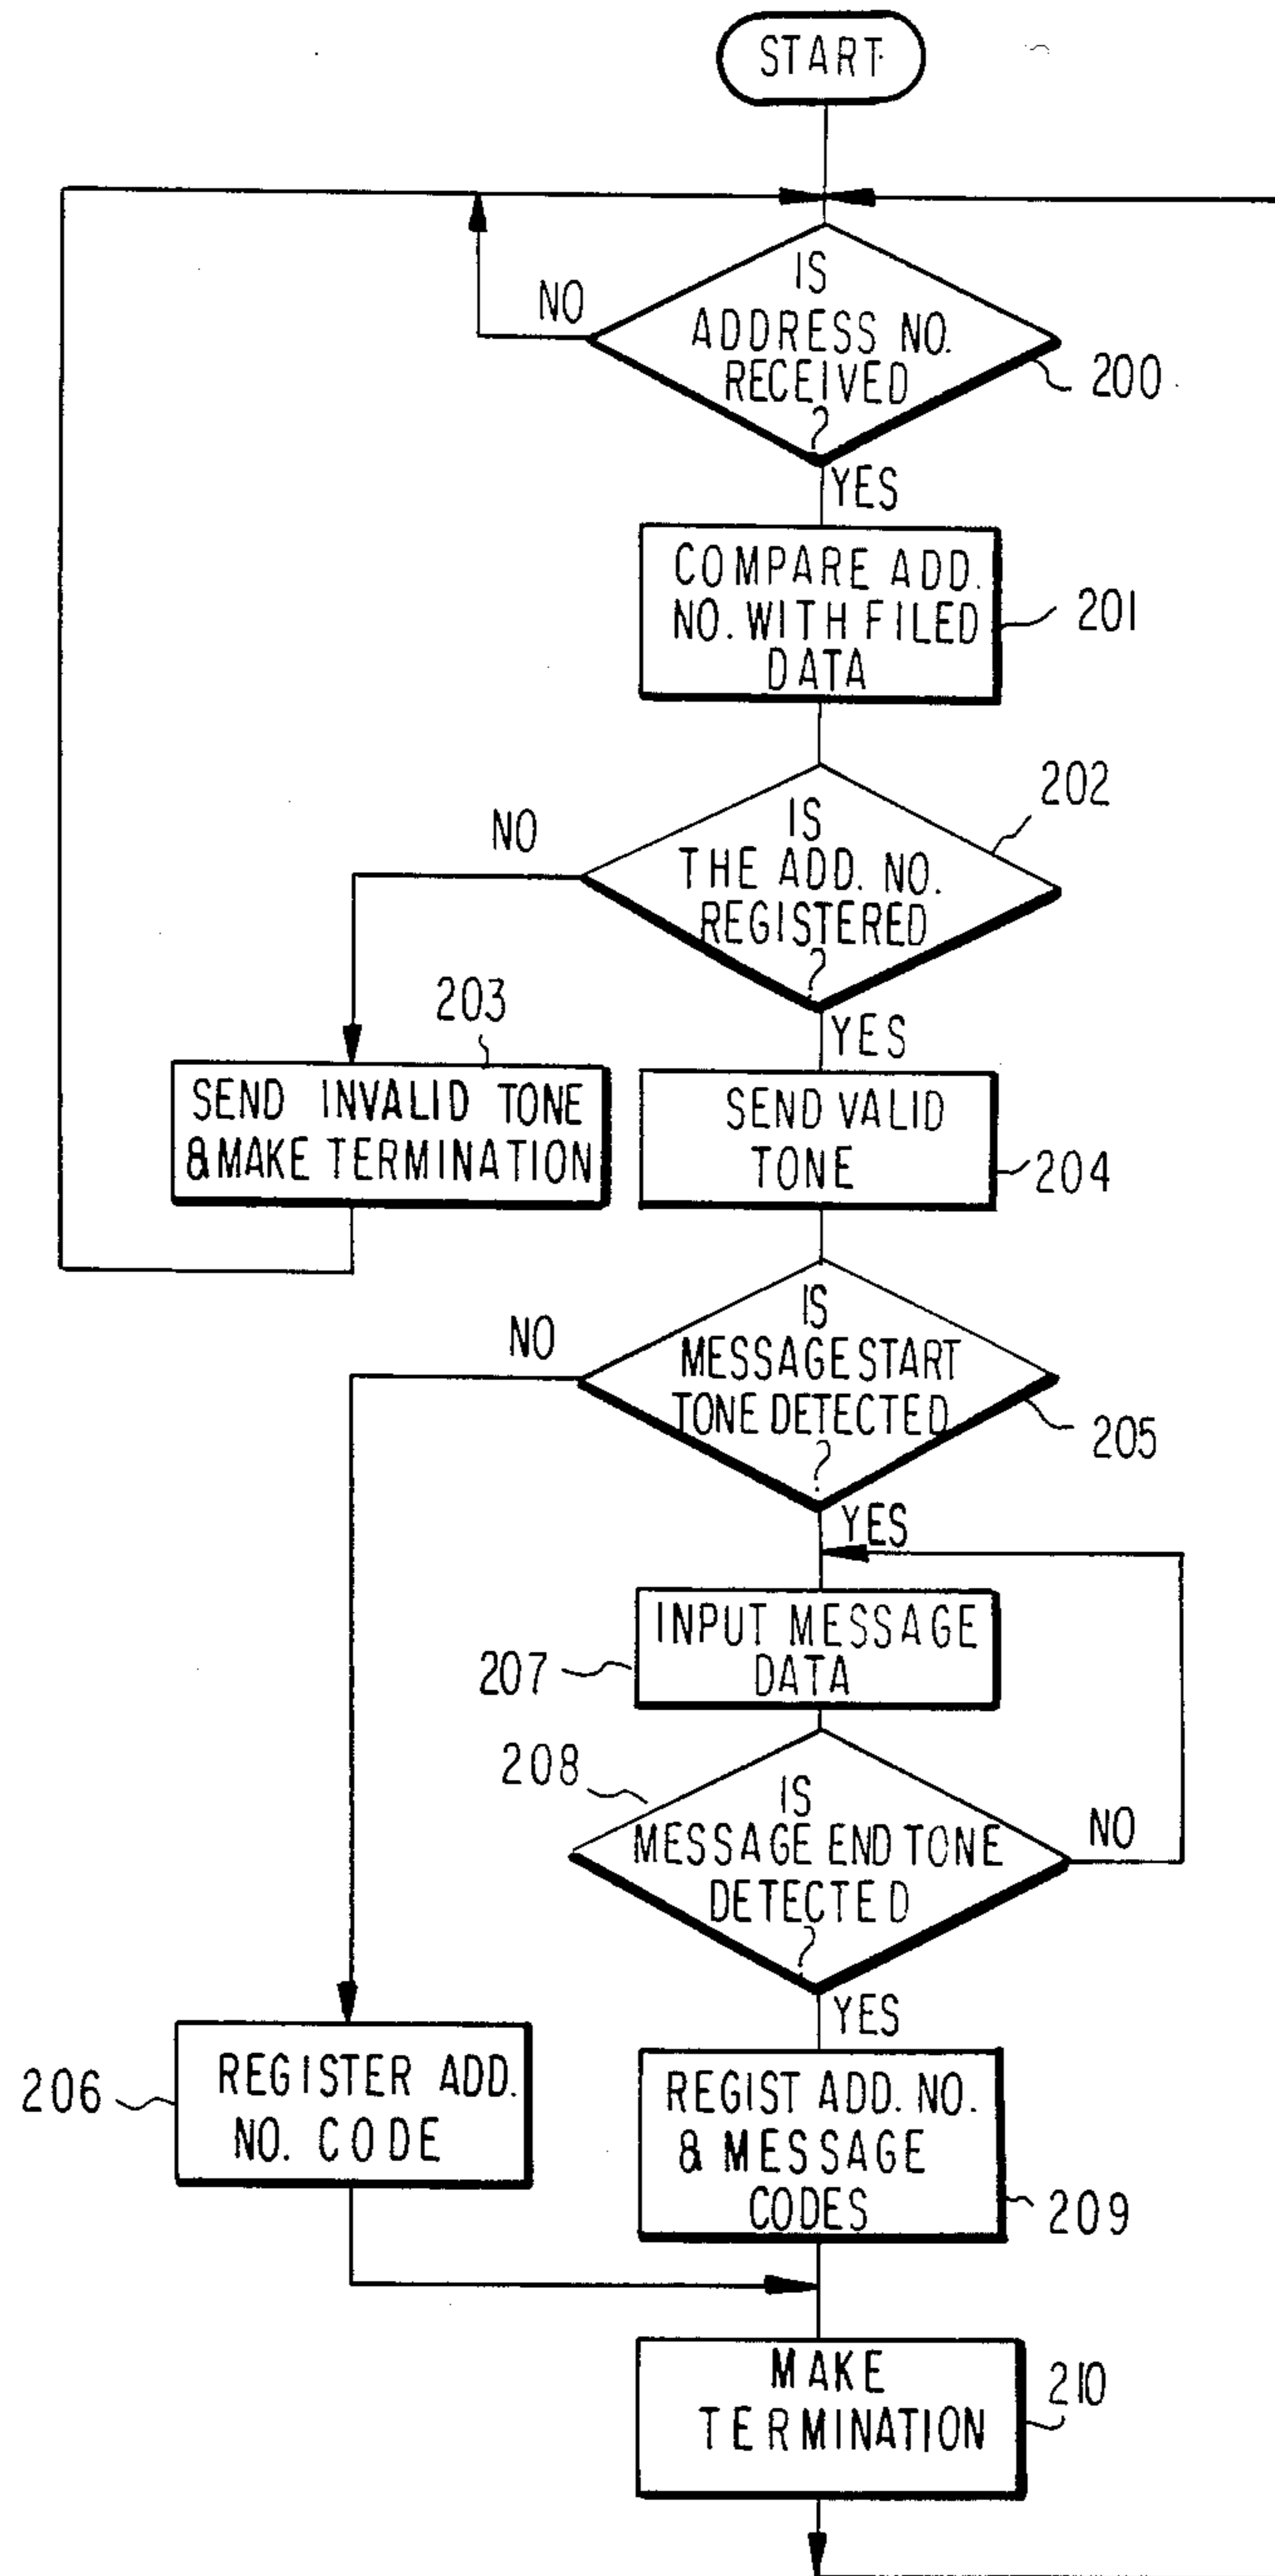 START
IS
ADDRESS NO.
RECEIVED
?
NO
200
YES
COMPARE ADD.
NO. WITH FILED
DATA
201
IS
THE ADD. NO.
REGISTERED
?
202
NO
YES
203
SEND INVALID TONE
& MAKE TERMINATION
SEND VALID
TONE
204
IS
MESSAGE START
TONE DETECTED
?
NO
205
YES
INPUT MESSAGE
DATA
207
208
IS
MESSAGE END TONE
DETECTED
?
NO
YES
206
REGISTER ADD.
NO. CODE
REGIST ADD. NO.
& MESSAGE
CODES
209
MAKE
TERMINATION
210